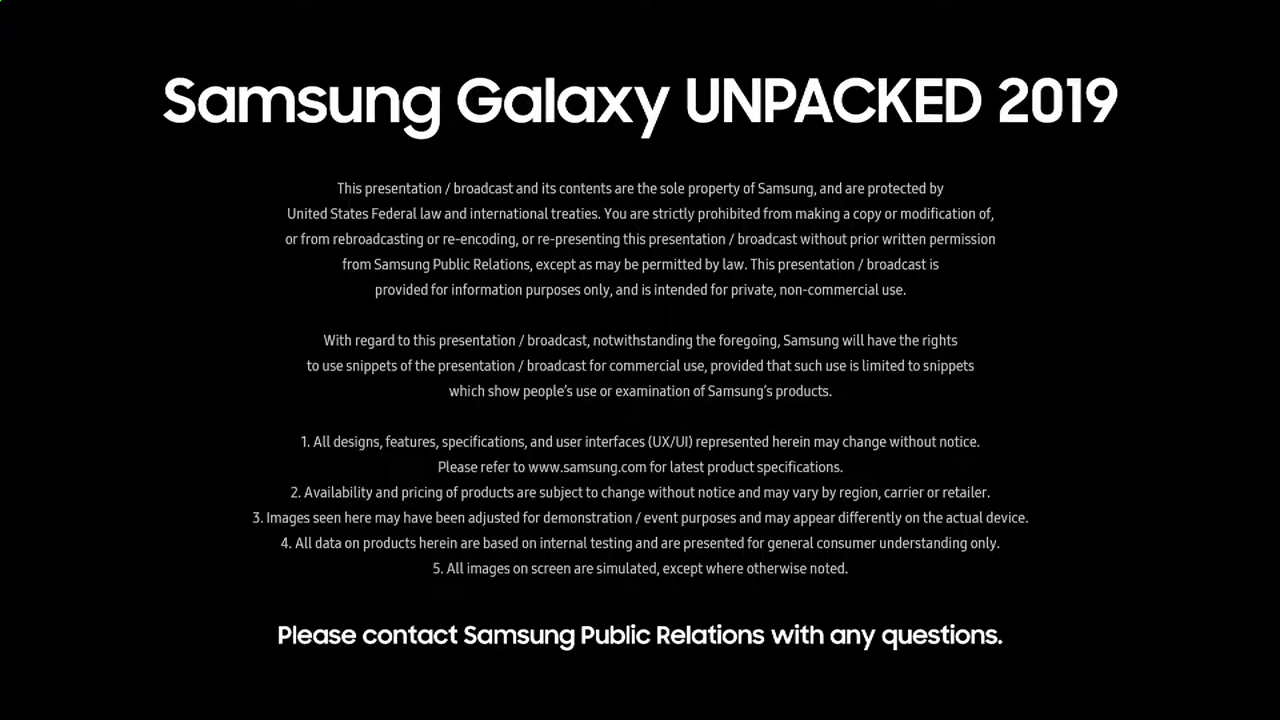 Samsung Galaxy UNPACKED 2019
This presentation / broadcast and its contents are the sole property of Samsung, and are protected by
United States Federal law and international treaties. You are strictly prohibited from making a copy or modification of,
or from rebroadcasting or re-encoding, or re-presenting this presentation / broadcast without prior written permission
from Samsung Public Relations, except as may be permitted by law. This presentation / broadcast is
provided for information purposes only, and is intended for private, non-commercial use.
With regard to this presentation / broadcast, notwithstanding the foregoing, Samsung will have the rights
to use snippets of the presentation / broadcast for commercial use, provided that such use is limited to snippets
which show people's use or examination of Samsung's products.
1. All designs, features, specifications, and user interfaces (UX/UI) represented herein may change without notice.
Please refer to www.samsung.com for latest product specifications.
2. Availability and pricing of products are subject to change without notice and may vary by region, carrier or retailer.
3. Images seen here may have been adjusted for demonstration / event purposes and may appear differently on the actual device.
4. All data on products herein are based on internal testing and are presented for general consumer understanding only.
5. All images on screen are simulated, except where otherwise noted.
Please contact Samsung Public Relations with any questions.